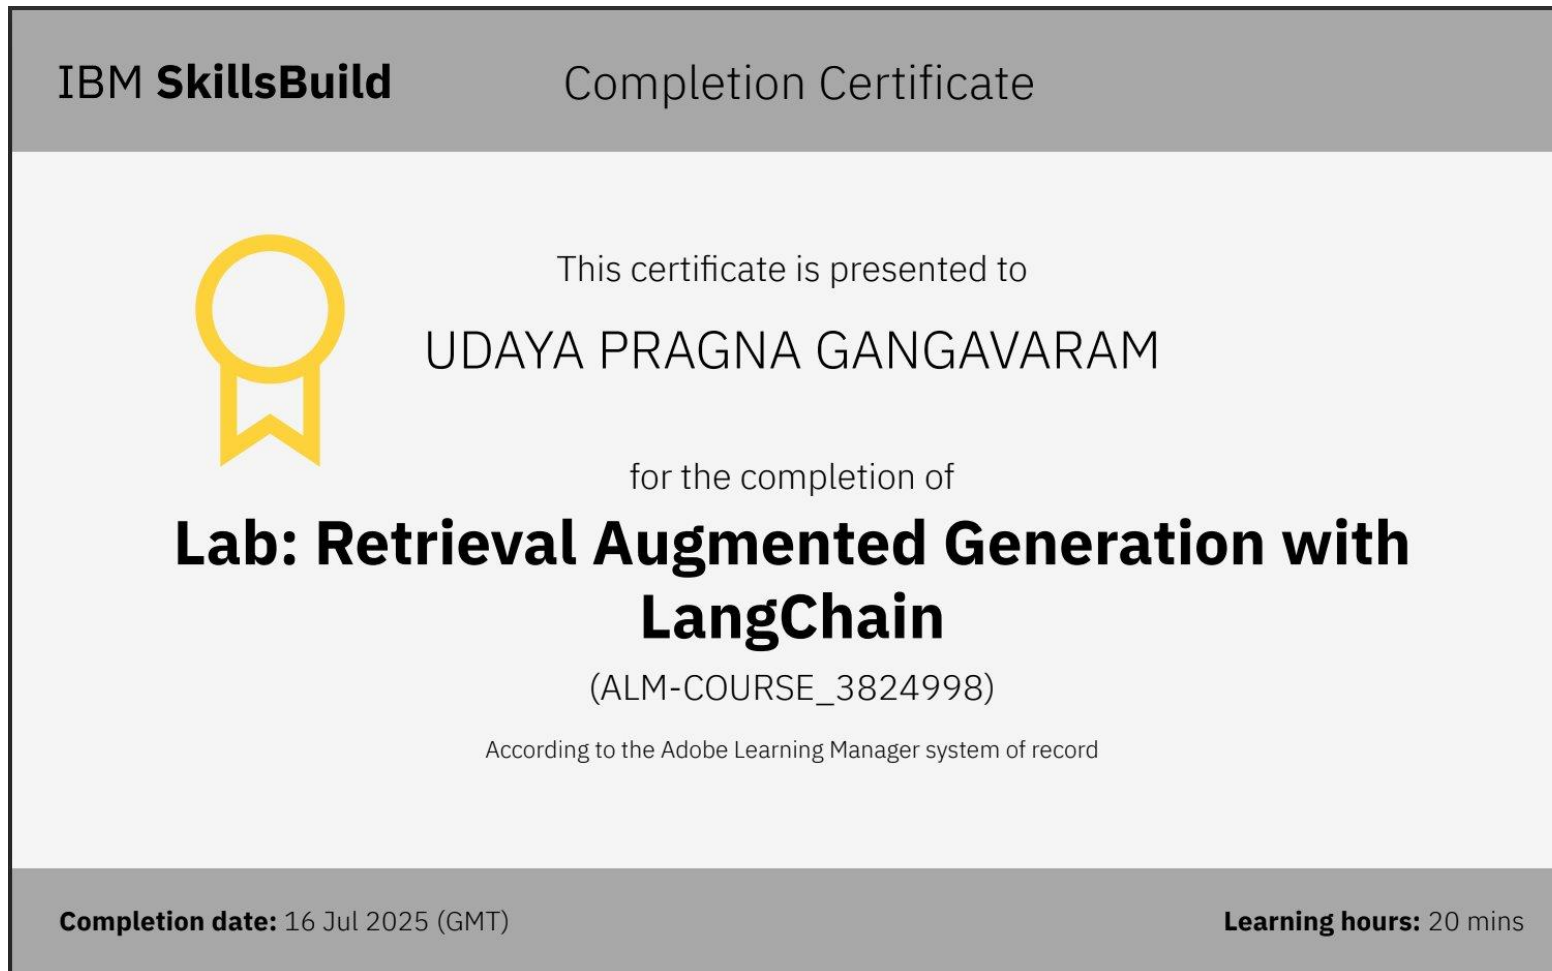 IBM SkillsBuild
Completion Certificate
This certificate is presented to
UDAYA PRAGNA GANGAVARAM
for the completion of
Lab: Retrieval Augmented Generation with
LangChain
(ALM-COURSE_3824998)
According to the Adobe Learning Manager system of record
Completion date: 16 Jul 2025 (GMT)
Learning hours: 20 mins